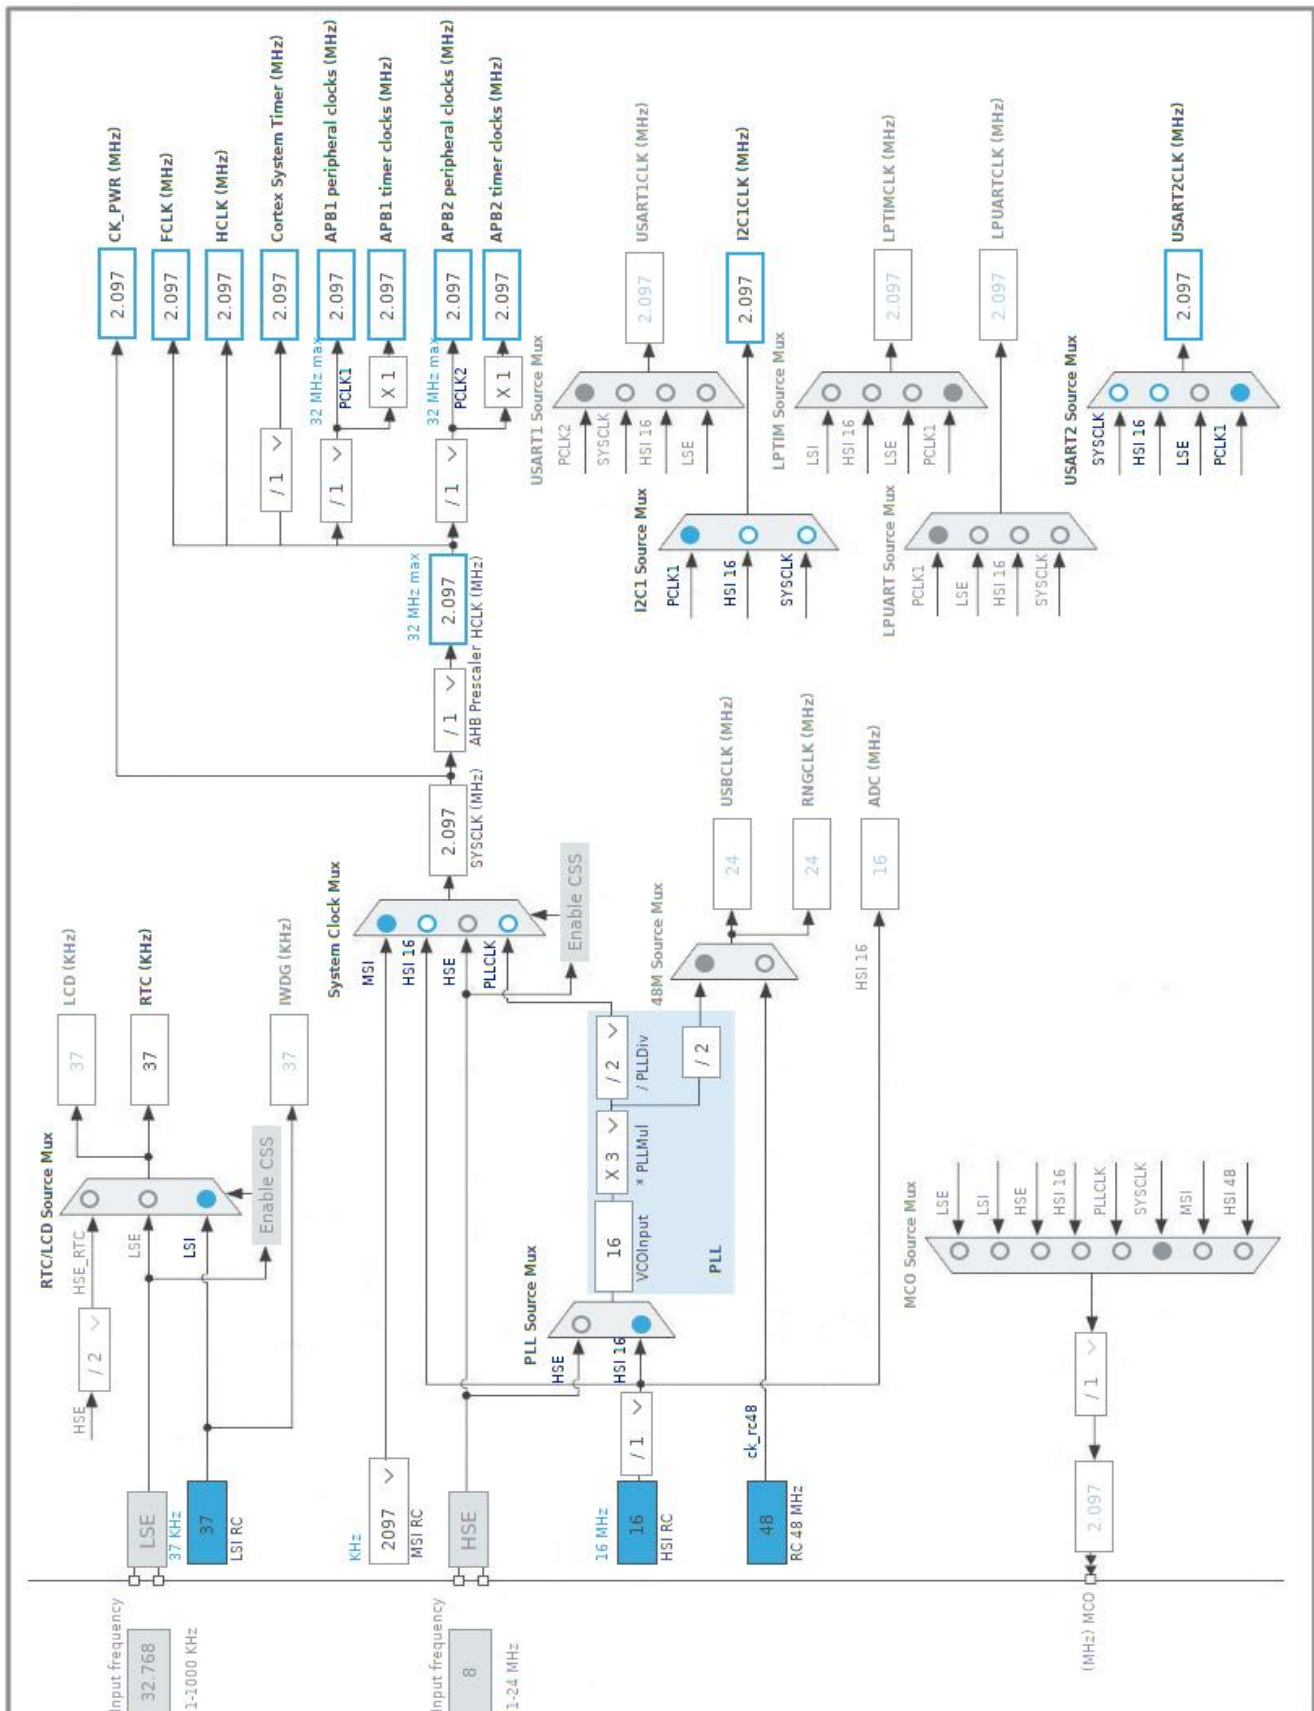 Input frequency
32.768
1-1000 KHz
HSE
/ 2
HSE_RTC
LSE
LSE
37 KHz
37
LSI RC
LSI
RTC/LCD Source Mux
Enable CSS
37
LCD (KHz)
37
RTC (KHz)
37
IWDG (KHz)
Input frequency
8
1-24 MHz
KHz
2097
MSI RC
HSE
16 MHz
16
HSI RC
/ 1
48
RC 48 MHz
ck_rc48
PLL Source Mux
HSE
HSI 16
16
VCOInput
X 3
* PLLMul
/ 2
/ PLLDiv
/ 2
PLL
System Clock Mux
MSI
HSI 16
HSE
PLLCLK
Enable CSS
2.097
SYSCLK (MHz)
/ 1
AHB Prescaler
32 MHz max
2.097
HCLK (MHz)
/ 1
/ 1
/ 1
32 MHz max
PCLK1
X 1
32 MHz max
PCLK2
X 1
2.097
CK_PWR (MHz)
2.097
FCLK (MHz)
2.097
HCLK (MHz)
2.097
Cortex System Timer (MHz)
2.097
APB1 peripheral clocks (MHz)
2.097
APB1 timer clocks (MHz)
2.097
APB2 peripheral clocks (MHz)
2.097
APB2 timer clocks (MHz)
48M Source Mux
24
USBCLK (MHz)
24
RNGCLK (MHz)
HSI 16
16
ADC (MHz)
USART1 Source Mux
PCLK2
SYSCLK
HSI 16
LSE
2.097
USART1CLK (MHz)
I2C1 Source Mux
PCLK1
HSI 16
SYSCLK
2.097
I2C1CLK (MHz)
LPTIM Source Mux
LSI
HSI 16
LSE
PCLK1
2.097
LPTIMCLK (MHz)
LPUART Source Mux
PCLK1
LSE
HSI 16
SYSCLK
2.097
LPUARTCLK (MHz)
USART2 Source Mux
SYSCLK
HSI 16
LSE
PCLK1
2.097
USART2CLK (MHz)
MCO Source Mux
LSE
LSI
HSE
HSI 16
PLLCLK
SYSCLK
MSI
HSI 48
/ 1
2.097
(MHz) MCO